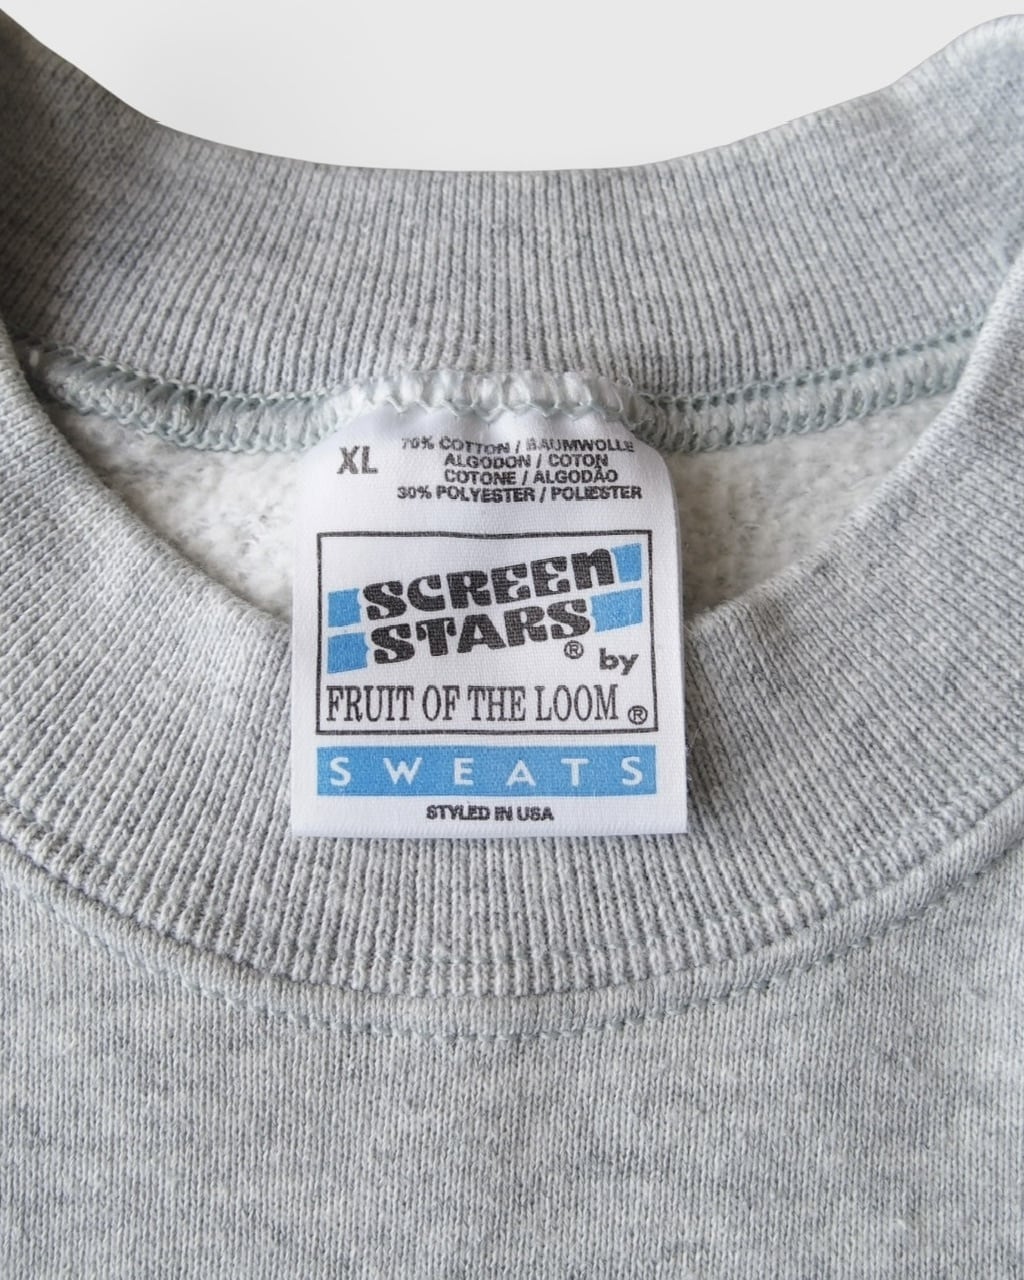 XL
70% COTTON / BAUMWOLLE
ALGODON / COTON
COTONE / ALGODÃO
30% POLYESTER / POLIESTER
SCREEN
STARS®
by
FRUIT OF THE LOOM®
SWEATS
STYLED IN USA